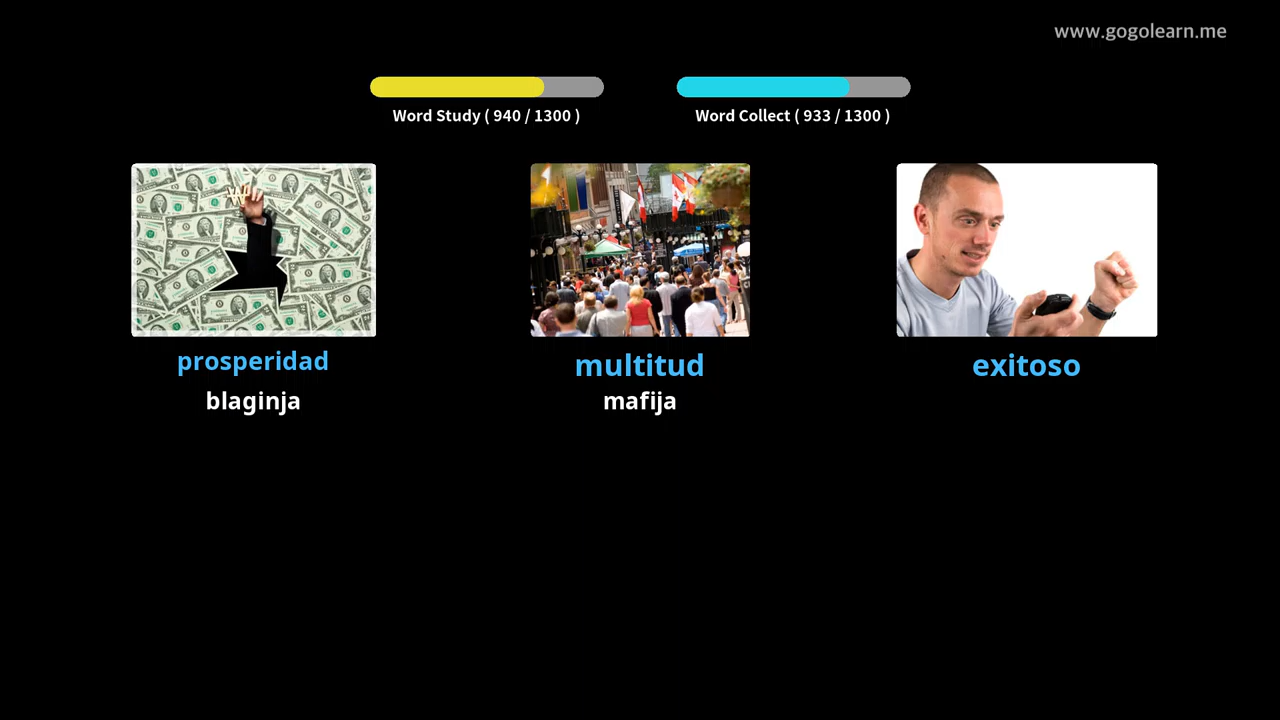 www.gogolearn.me
Word Study ( 940 / 1300 )
Word Collect ( 933 / 1300 )
prosperidad
blaginja
multitud
mafija
exitoso